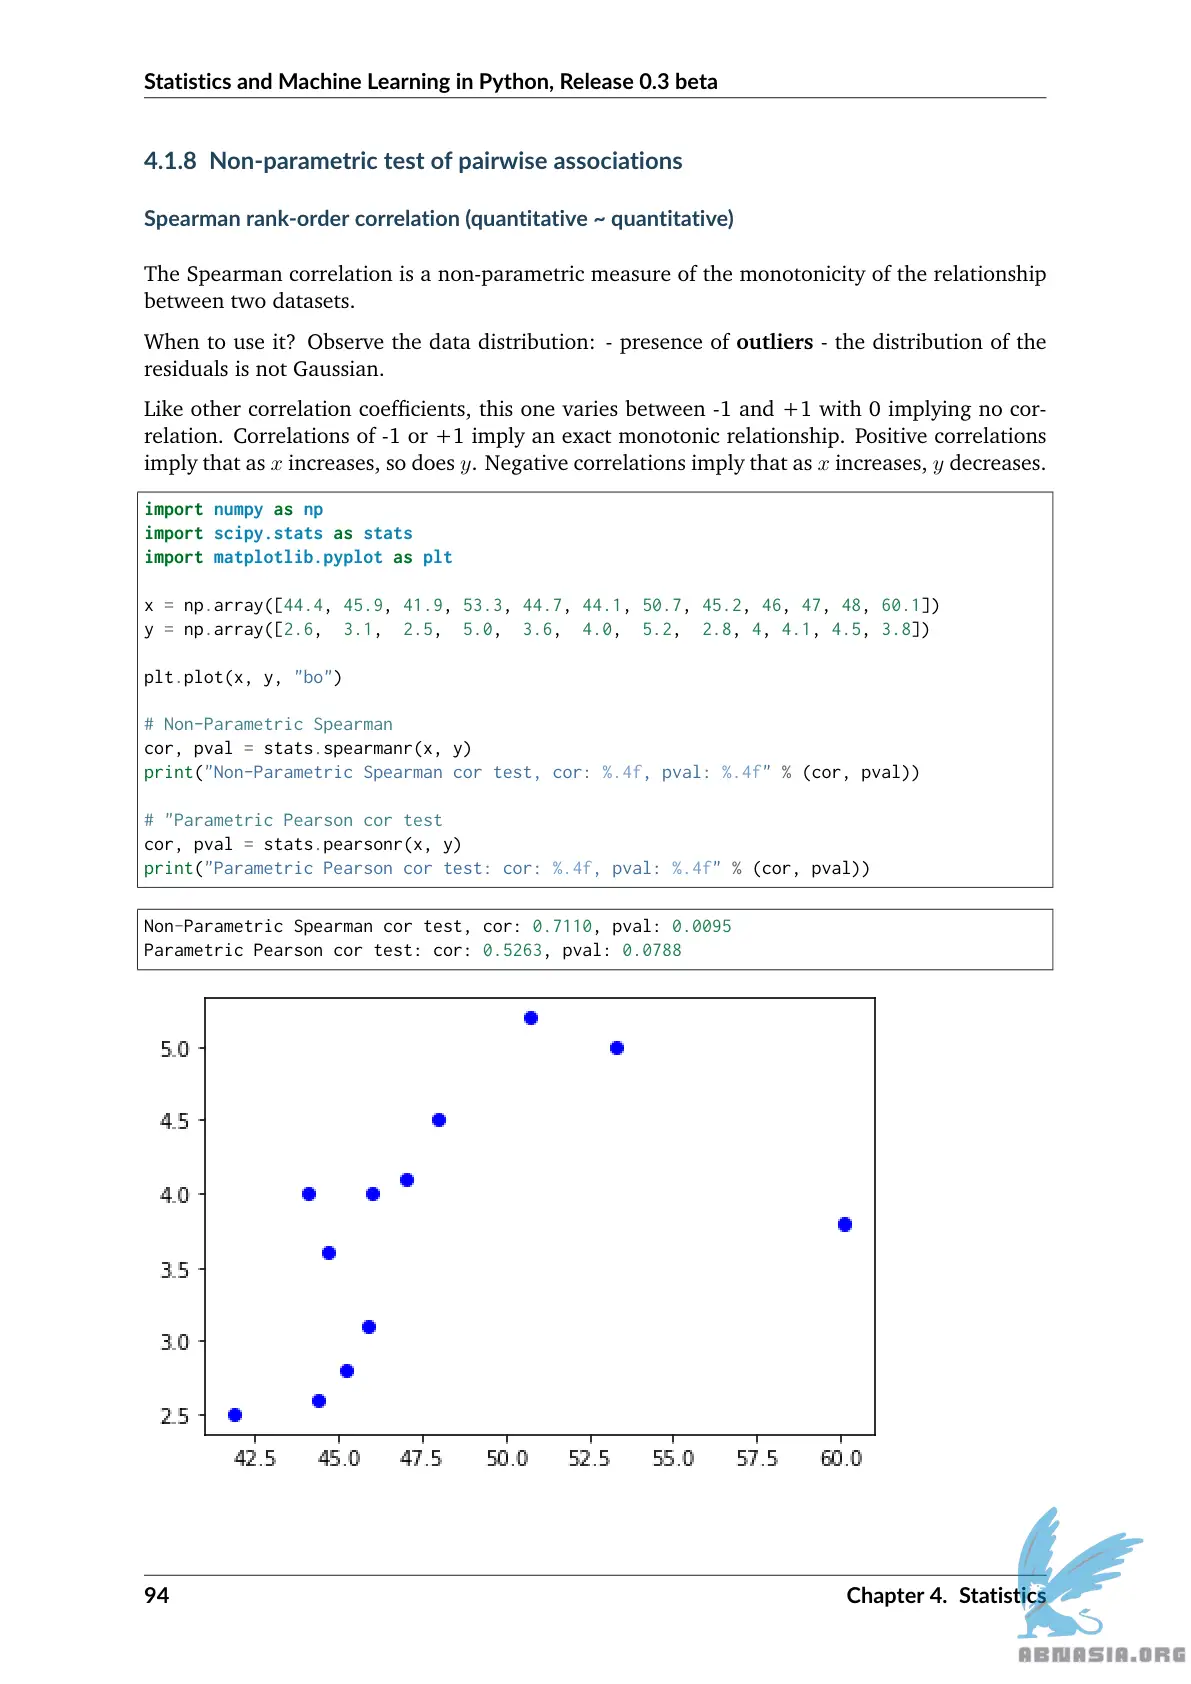 Statistics and Machine Learning in Python, Release 0.3 beta
4.1.8 Non-parametric test of pairwise associations
Spearman rank-order correlation (quantitative ~ quantitative)
The Spearman correlation is a non-parametric measure of the monotonicity of the relationship
between two datasets.
When to use it? Observe the data distribution: - presence of outliers - the distribution of the
residuals is not Gaussian.
Like other correlation coefficients, this one varies between -1 and +1 with 0 implying no cor-
relation. Correlations of -1 or +1 imply an exact monotonic relationship. Positive correlations
imply that as x increases, so does y. Negative correlations imply that as x increases, y decreases.
import numpy as np
import scipy.stats as stats
import matplotlib.pyplot as plt
x = np.array([44.4, 45.9, 41.9, 53.3, 44.7, 44.1, 50.7, 45.2, 46, 47, 48, 60.1])
y = np.array([2.6,  3.1,  2.5,  5.0,  3.6,  4.0,  5.2,  2.8, 4, 4.1, 4.5, 3.8])
plt.plot(x, y, "bo")
# Non-Parametric Spearman
cor, pval = stats.spearmanr(x, y)
print("Non-Parametric Spearman cor test, cor: %.4f, pval: %.4f" % (cor, pval))
# "Parametric Pearson cor test
cor, pval = stats.pearsonr(x, y)
print("Parametric Pearson cor test: cor: %.4f, pval: %.4f" % (cor, pval))
Non-Parametric Spearman cor test, cor: 0.7110, pval: 0.0095
Parametric Pearson cor test: cor: 0.5263, pval: 0.0788
5.0
4.5
4.0
3.5
3.0
2.5
42.5 45.0 47.5 50.0 52.5 55.0 57.5 60.0
94 Chapter 4. Statistics
ABNASIA.ORG